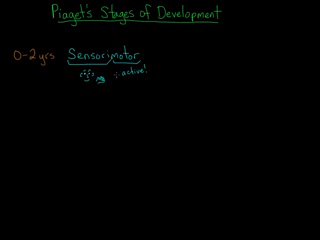 Piaget's Stages of Development
0-2 yrs Sensorimotor
active!